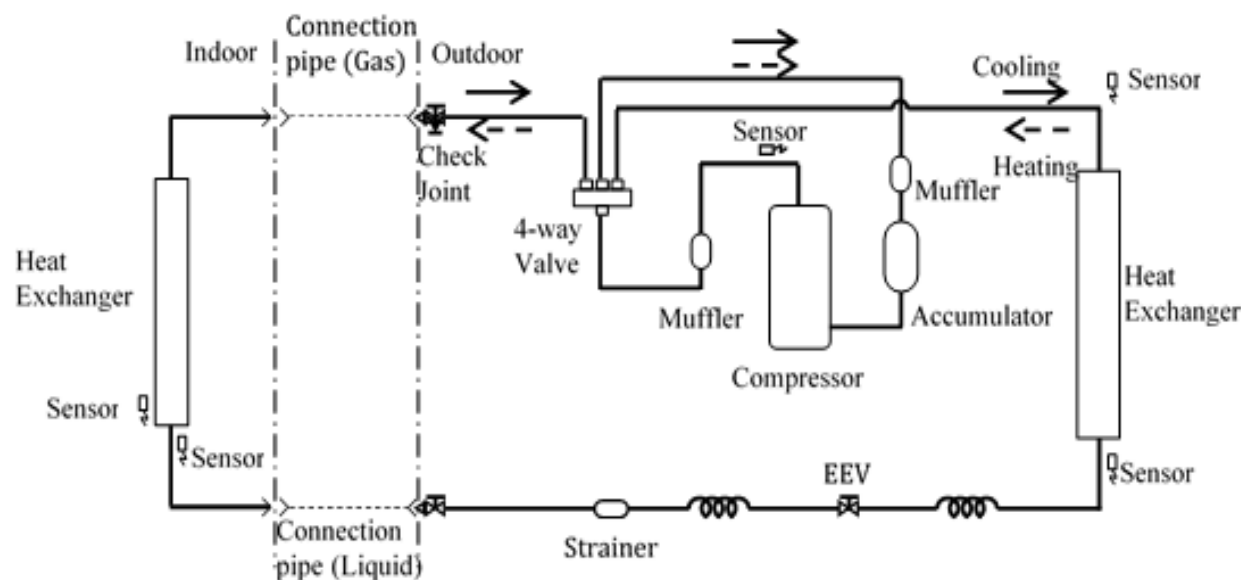 Indoor
Connection
pipe (Gas)
Outdoor
Cooling
Sensor
Sensor
Check
Joint
Heating
Muffler
4-way
Valve
Heat
Exchanger
Muffler
Accumulator
Heat
Exchanger
Compressor
Sensor
Sensor
EEV
Sensor
Strainer
Connection
pipe (Liquid)